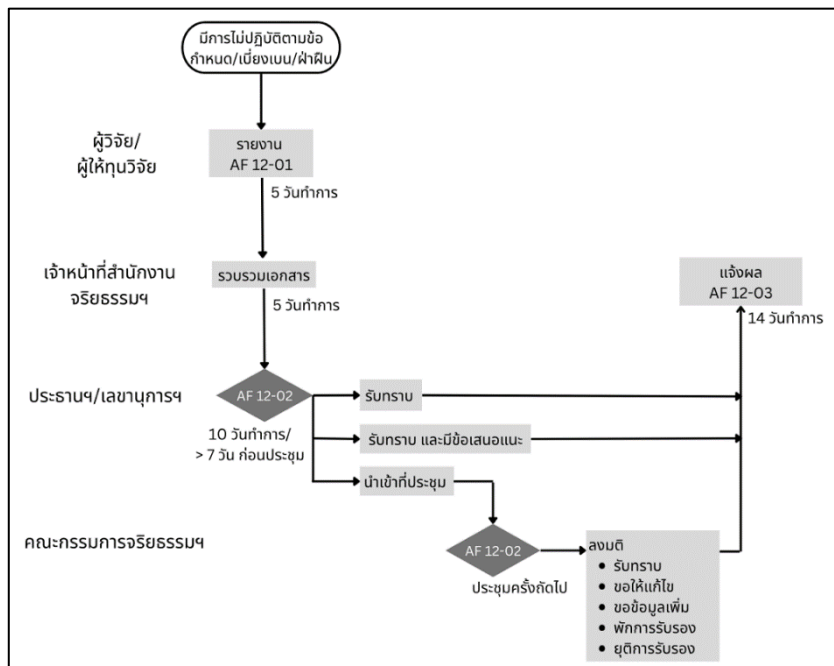 มีการไม่ปฏิบัติตามข้อ
กำหนด/เบี่ยงเบน/ฝ่าฝืน
ผู้วิจัย/
ผู้ให้ทุนวิจัย
รายงาน
AF 12-01
5 วันทำการ
เจ้าหน้าที่สำนักงาน
จริยธรรมฯ
รวบรวมเอกสาร
5 วันทำการ
แจ้งผล
AF 12-03
14 วันทำการ
ประธานฯ/เลขานุการฯ
AF 12-02
10 วันทำการ/
> 7 วัน ก่อนประชุม
รับทราบ
รับทราบ และมีข้อเสนอแนะ
นำเข้าที่ประชุม
คณะกรรมการจริยธรรมฯ
AF 12-02
ประชุมครั้งถัดไป
ลงมติ
• รับทราบ
• ขอให้แก้ไข
• ขอข้อมูลเพิ่ม
• พักการรับรอง
• ยุติการรับรอง